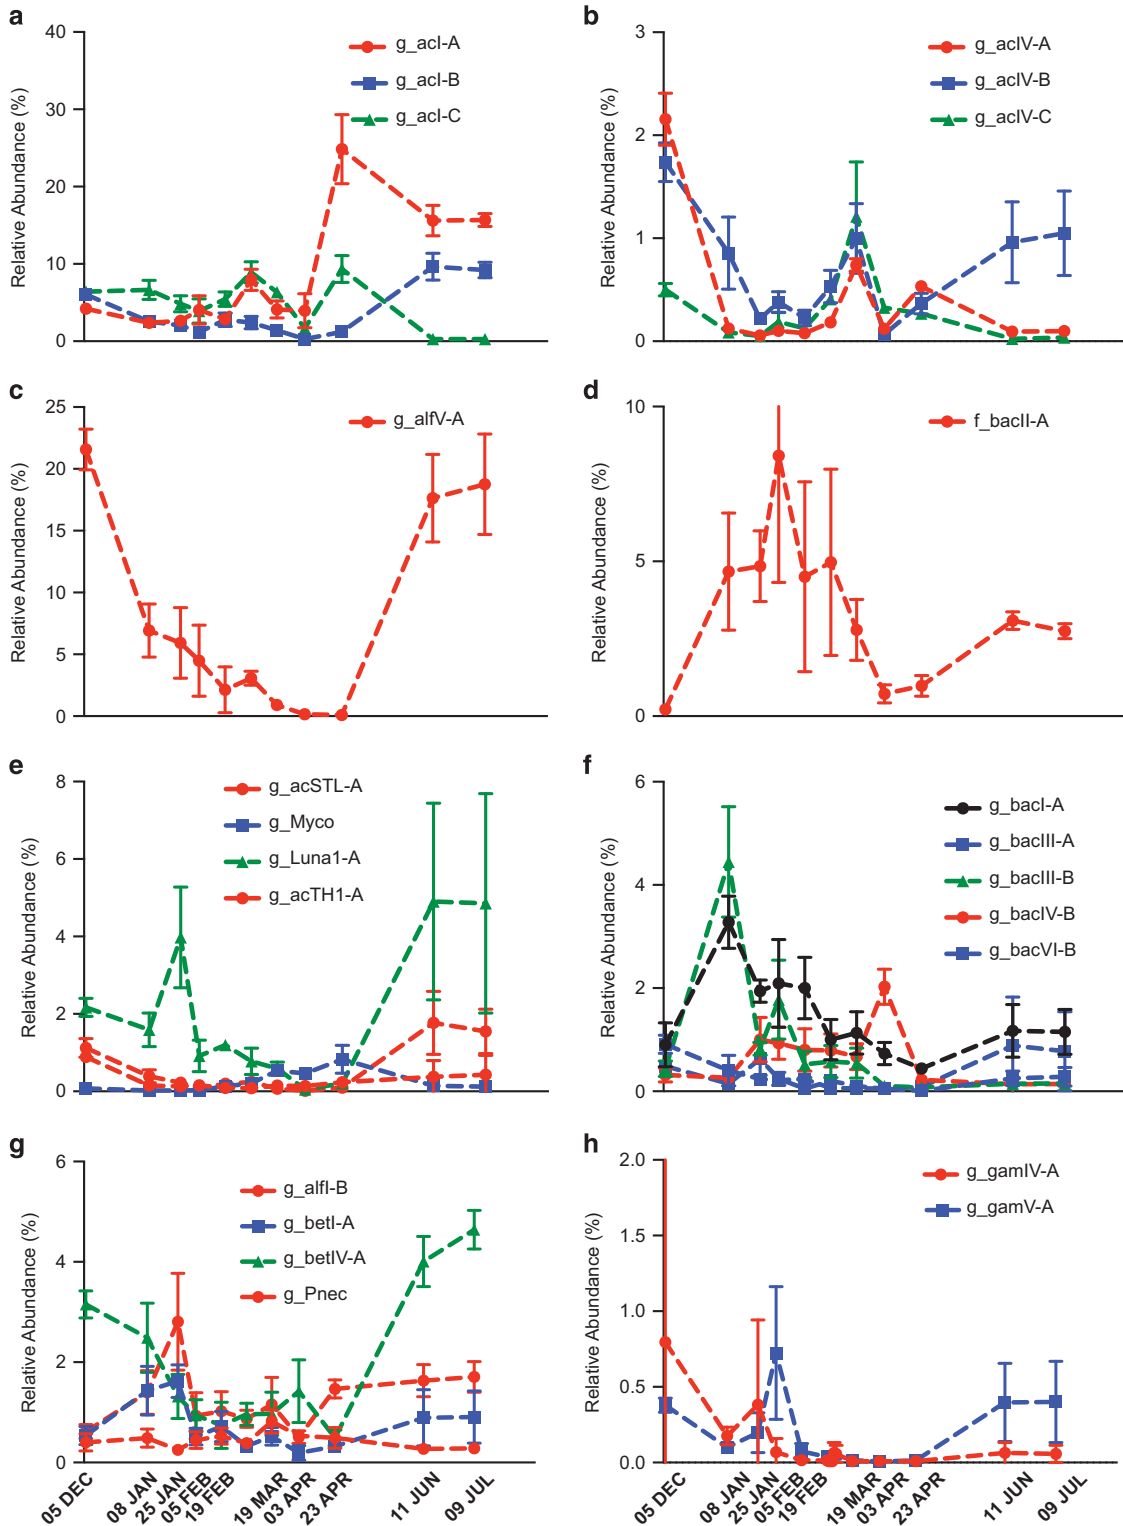 a
Relative Abundance (%)
40
30
20
10
0
g_acI-A
g_acI-B
g_acI-C
b
Relative Abundance (%)
3
2
1
0
g_acIV-A
g_acIV-B
g_acIV-C
c
Relative Abundance (%)
25
20
15
10
5
0
g_alfV-A
d
Relative Abundance (%)
10
5
0
f_bacII-A
e
Relative Abundance (%)
8
6
4
2
0
g_acSTL-A
g_Myco
g_Luna1-A
g_acTH1-A
f
Relative Abundance (%)
6
4
2
0
g_bacI-A
g_bacIII-A
g_bacIII-B
g_bacIV-B
g_bacVI-B
g
Relative Abundance (%)
6
4
2
0
g_alfI-B
g_betI-A
g_betIV-A
g_Pnec
05 DEC
08 JAN
25 JAN
05 FEB
19 FEB
19 MAR
03 APR
23 APR
11 JUN
09 JUL
h
Relative Abundance (%)
2.0
1.5
1.0
0.5
0.0
g_gamIV-A
g_gamV-A
05 DEC
08 JAN
25 JAN
05 FEB
19 FEB
19 MAR
03 APR
23 APR
11 JUN
09 JUL